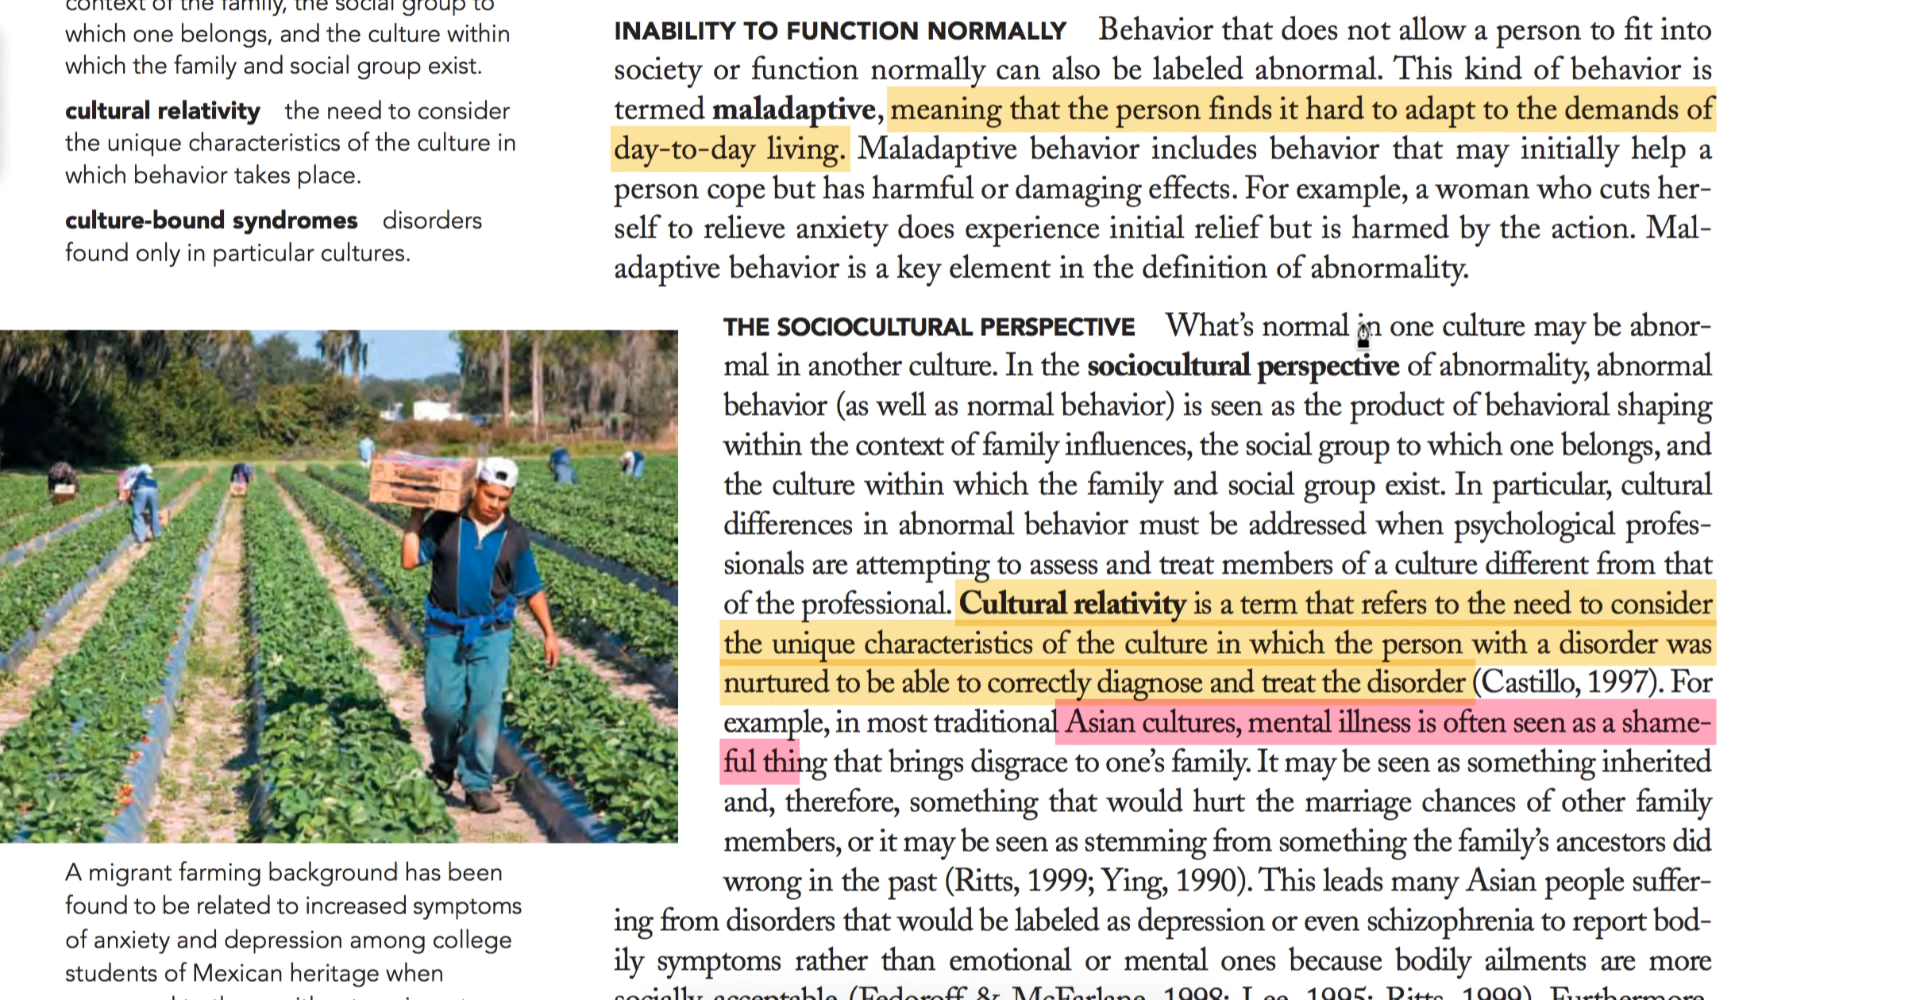 context of the family, the social group to
which one belongs, and the culture within
which the family and social group exist.
cultural relativity the need to consider
the unique characteristics of the culture in
which behavior takes place.
culture-bound syndromes disorders
found only in particular cultures.
A migrant farming background has been
found to be related to increased symptoms
of anxiety and depression among college
students of Mexican heritage when
INABILITY TO FUNCTION NORMALLY Behavior that does not allow a person to fit into
society or function normally can also be labeled abnormal. This kind of behavior is
termed maladaptive, meaning that the person finds it hard to adapt to the demands of
day-to-day living. Maladaptive behavior includes behavior that may initially help a
person cope but has harmful or damaging effects. For example, a woman who cuts her-
self to relieve anxiety does experience initial relief but is harmed by the action. Mal-
adaptive behavior is a key element in the definition of abnormality.
THE SOCIOCULTURAL PERSPECTIVE What's normal in one culture may be abnor-
mal in another culture. In the sociocultural perspective of abnormality, abnormal
behavior (as well as normal behavior) is seen as the product of behavioral shaping
within the context of family influences, the social group to which one belongs, and
the culture within which the family and social group exist. In particular, cultural
differences in abnormal behavior must be addressed when psychological profes-
sionals are attempting to assess and treat members of a culture different from that
of the professional. Cultural relativity is a term that refers to the need to consider
the unique characteristics of the culture in which the person with a disorder was
nurtured to be able to correctly diagnose and treat the disorder (Castillo, 1997). For
example, in most traditional Asian cultures, mental illness is often seen as a shame-
ful thing that brings disgrace to one's family. It may be seen as something inherited
and, therefore, something that would hurt the marriage chances of other family
members, or it may be seen as stemming from something the family's ancestors did
wrong in the past (Ritts, 1999; Ying, 1990). This leads many Asian people suffer-
ing from disorders that would be labeled as depression or even schizophrenia to report bod-
ily symptoms rather than emotional or mental ones because bodily ailments are more
socially acceptable (Fedoroff & McFarlane, 1998; Lee, 1995; Ritts, 1999). Furthermore,